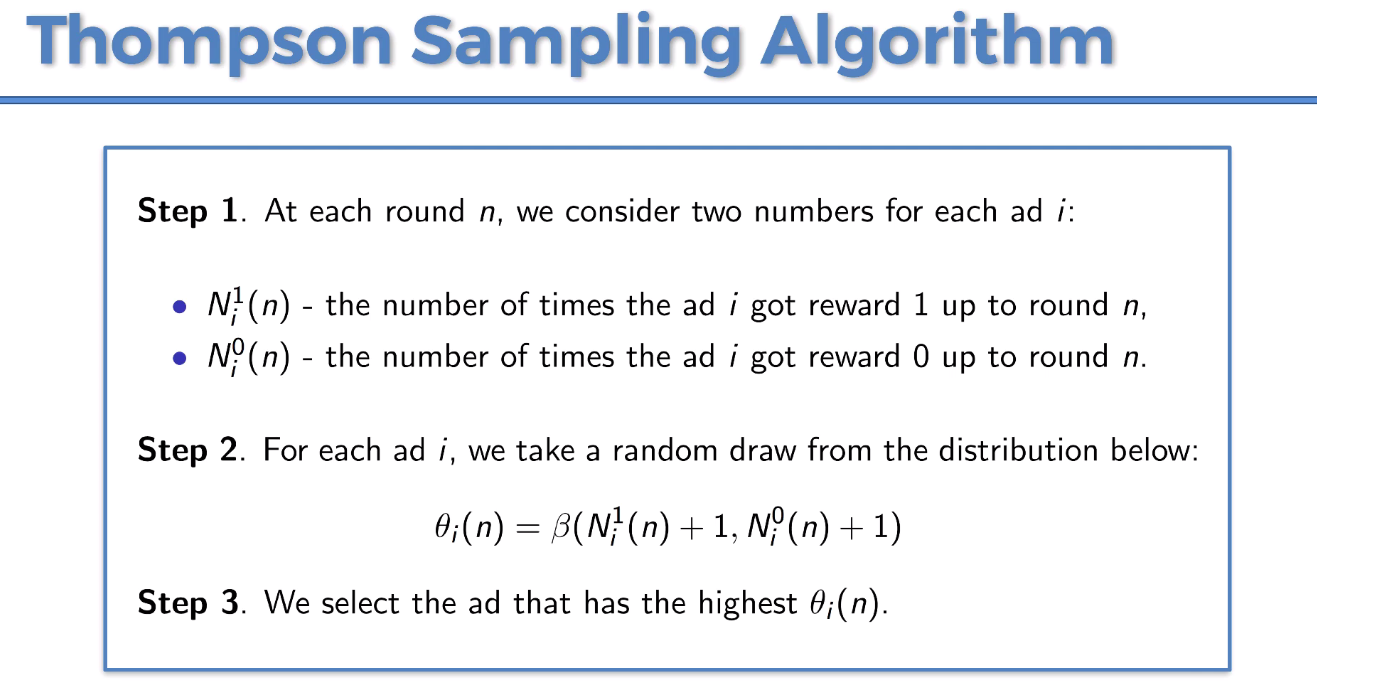 Thompson Sampling Algorithm
Step 1. At each round n, we consider two numbers for each ad i:
• N_i^1(n) - the number of times the ad i got reward 1 up to round n,
• N_i^0(n) - the number of times the ad i got reward 0 up to round n.
Step 2. For each ad i, we take a random draw from the distribution below:
θ_i(n) = β(N_i^1(n) + 1, N_i^0(n) + 1)
Step 3. We select the ad that has the highest θ_i(n).